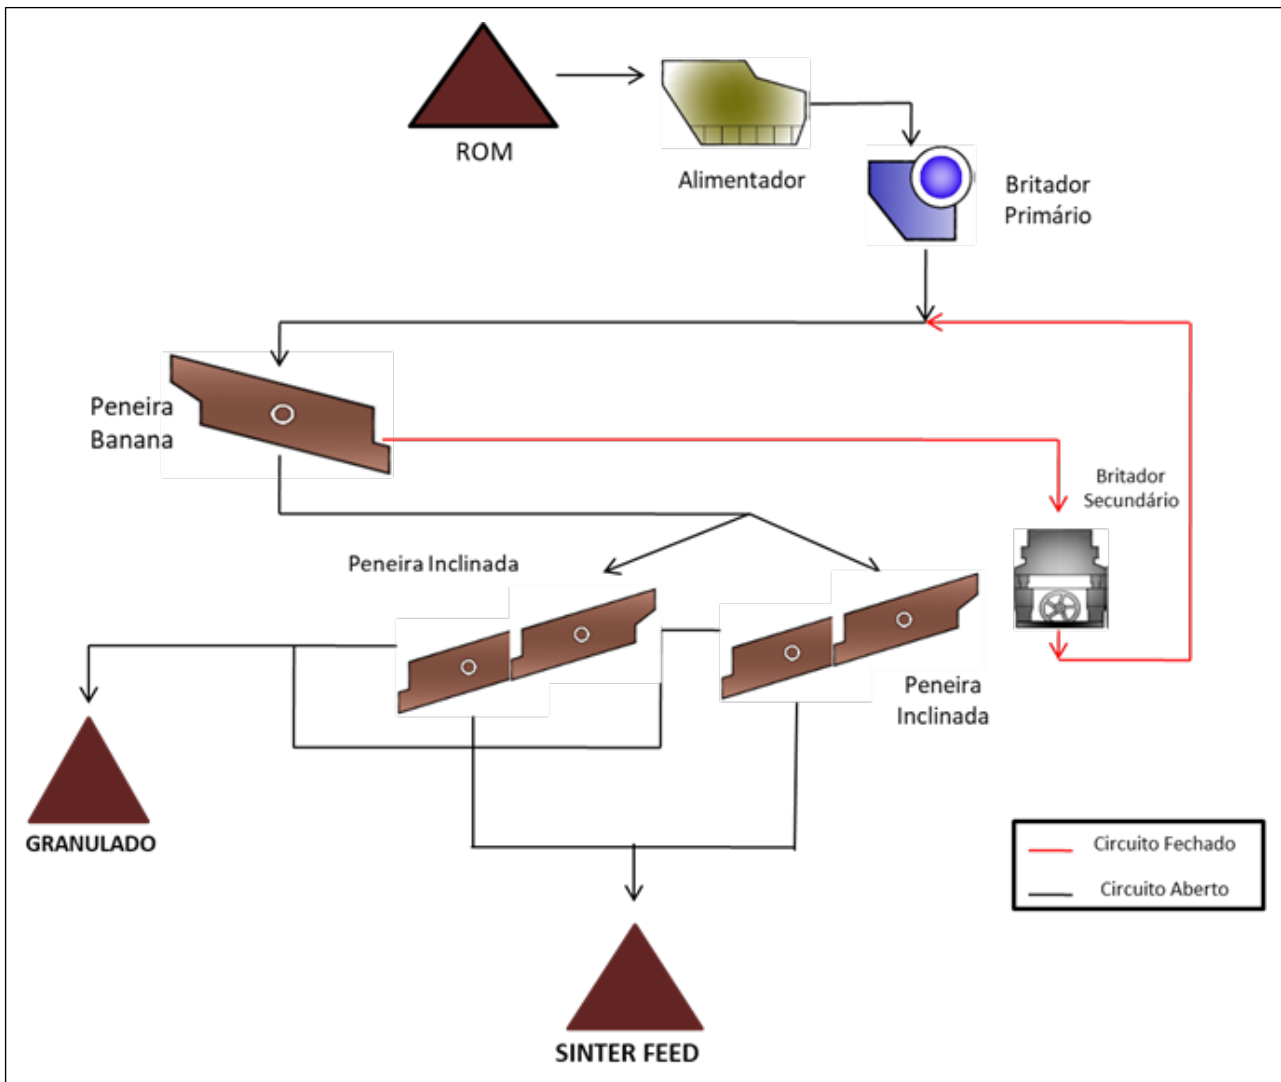 ROM
Alimentador
Britador
Primário
Peneira
Banana
Britador
Secundário
Peneira Inclinada
Peneira
Inclinada
GRANULADO
Circuito Fechado
Circuito Aberto
SINTER FEED